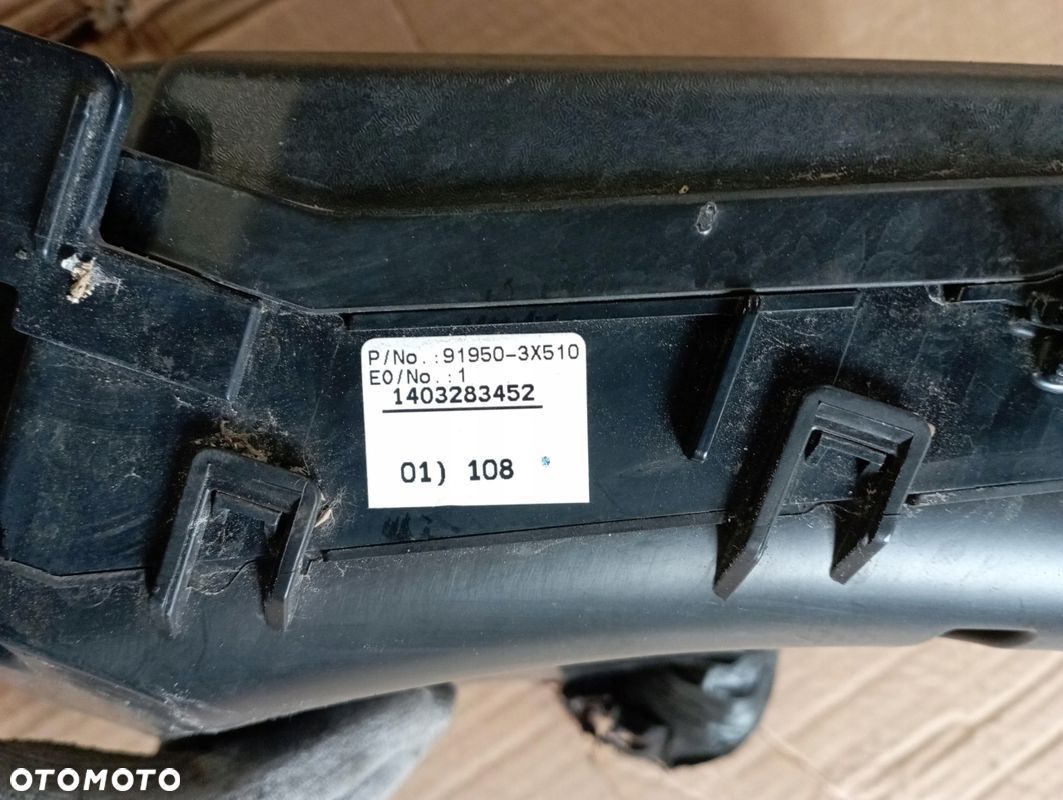 P/No.:91950-3X510
EO/No.:1
1403283452
01) 108
OTOMOTO